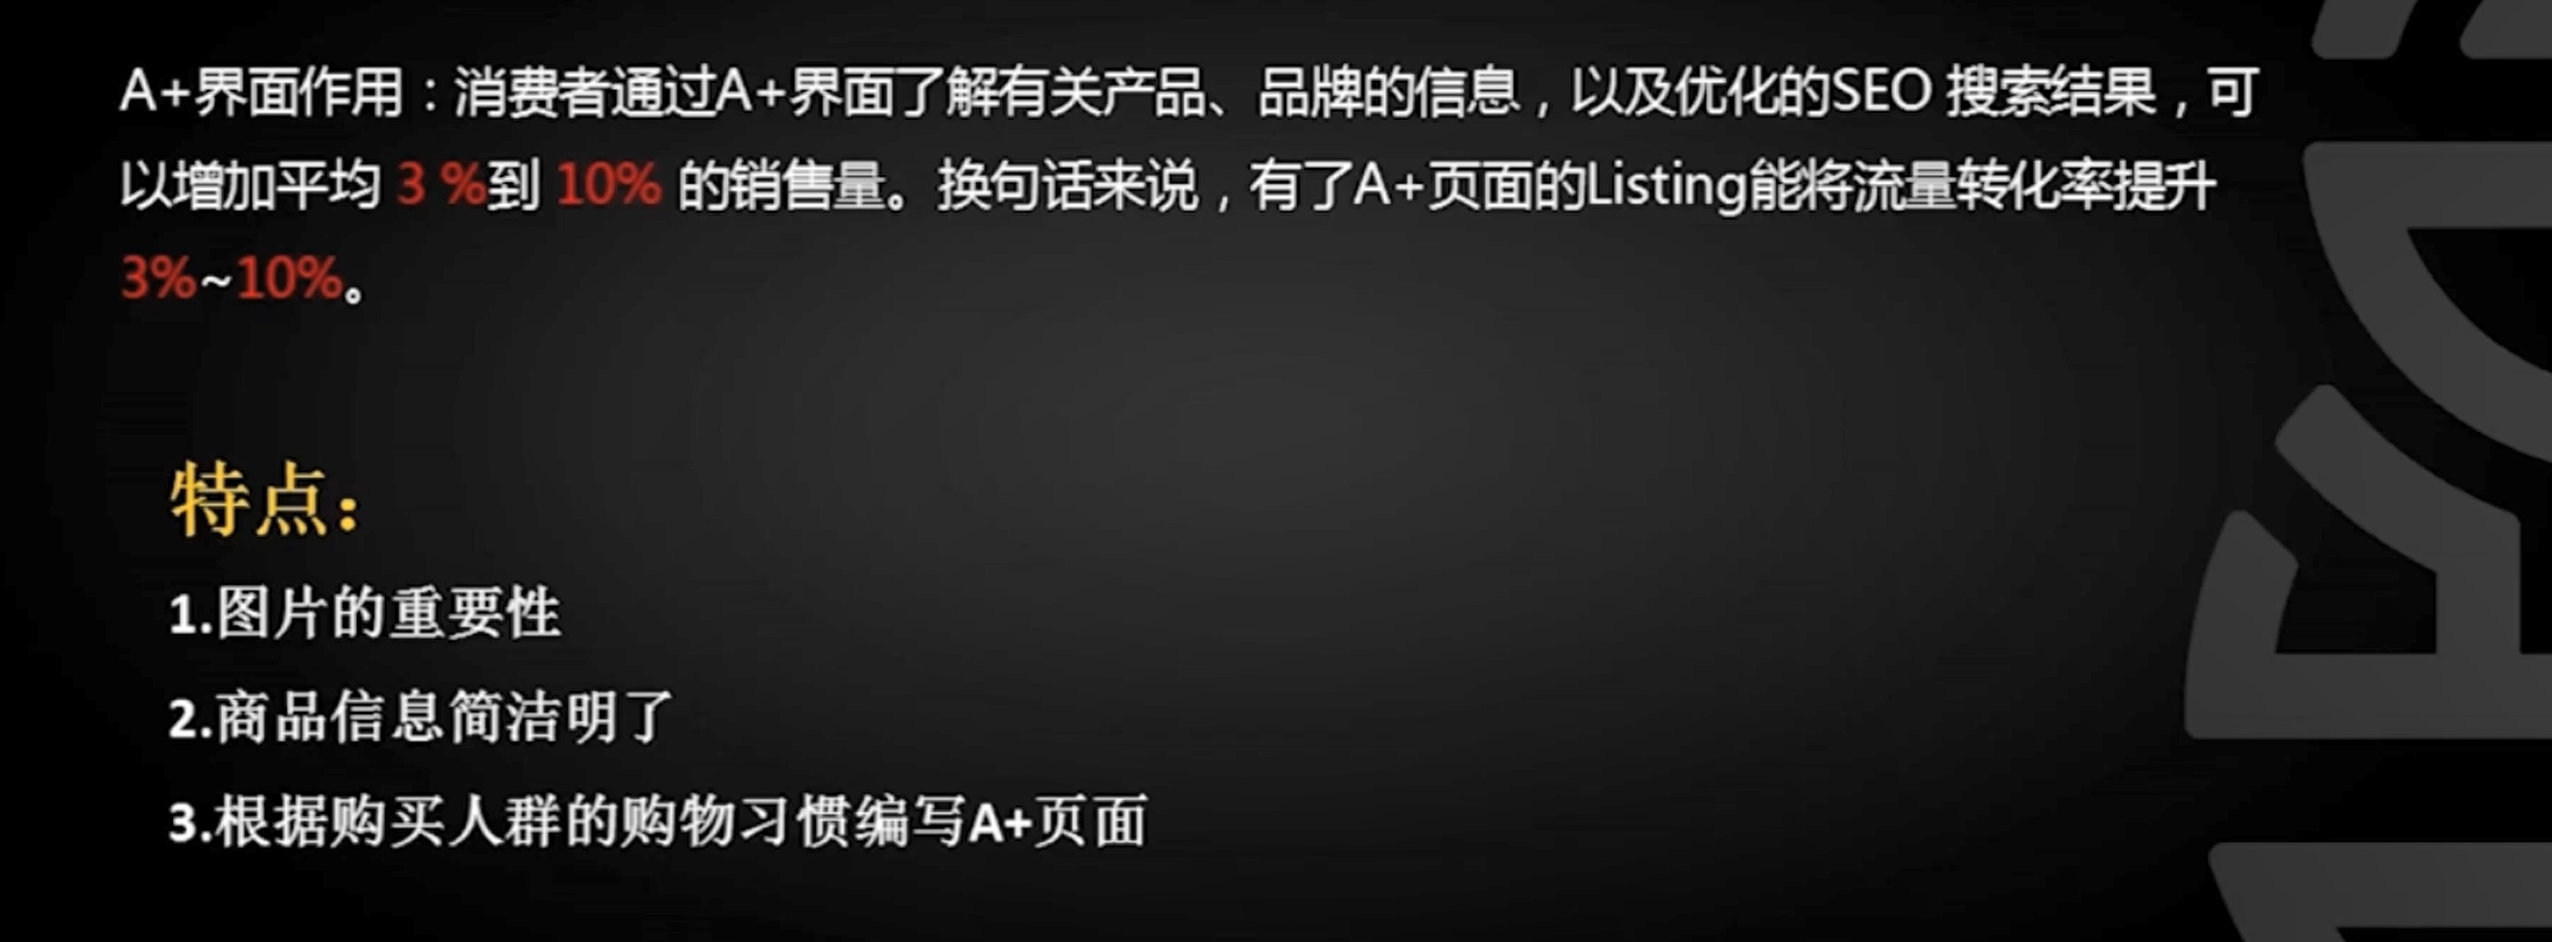 A+界面作用：消费者通过A+界面了解有关产品、品牌的信息，以及优化的SEO 搜索结果，可
以增加平均 3 %到 10% 的销售量。换句话来说，有了A+页面的Listing能将流量转化率提升
3%~10%。
特点：
1.图片的重要性
2.商品信息简洁明了
3.根据购买人群的购物习惯编写A+页面